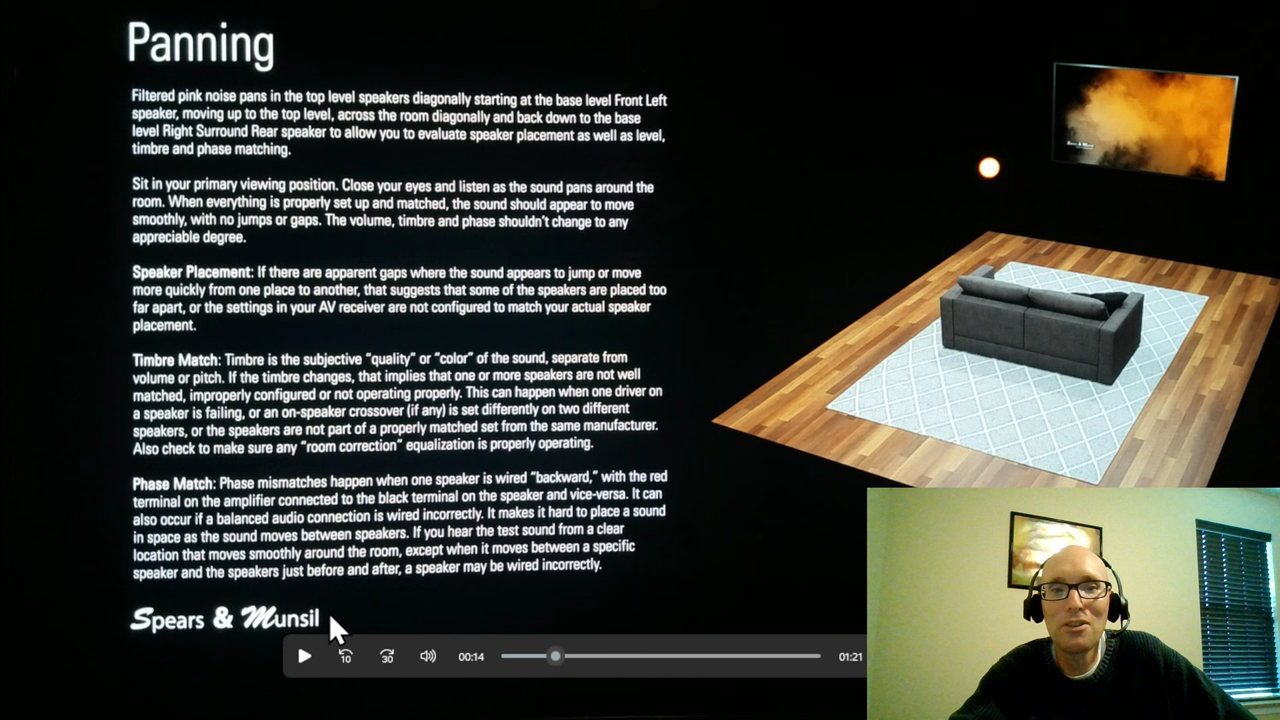 Panning
Filtered pink noise pans in the top level speakers diagonally starting at the base level Front Left
speaker, moving up to the top level, across the room diagonally and back down to the base
level Right Surround Rear speaker to allow you to evaluate speaker placement as well as level,
timbre and phase matching.
Sit in your primary viewing position. Close your eyes and listen as the sound pans around the
room. When everything is properly set up and matched, the sound should appear to move
smoothly, with no jumps or gaps. The volume, timbre and phase shouldn't change to any
appreciable degree.
Speaker Placement: If there are apparent gaps where the sound appears to jump or move
more quickly from one place to another, that suggests that some of the speakers are placed too
far apart, or the settings in your AV receiver are not configured to match your actual speaker
placement.
Timbre Match: Timbre is the subjective “quality” or “color” of the sound, separate from
volume or pitch. If the timbre changes, that implies that one or more speakers are not well
matched, improperly configured or not operating properly. This can happen when one driver on
a speaker is failing, or an on-speaker crossover (if any) is set differently on two different
speakers, or the speakers are not part of a properly matched set from the same manufacturer.
Also check to make sure any “room correction” equalization is properly operating.
Phase Match: Phase mismatches happen when one speaker is wired “backward,” with the red
terminal on the amplifier connected to the black terminal on the speaker and vice-versa. It can
also occur if a balanced audio connection is wired incorrectly. It makes it hard to place a sound
in space as the sound moves between speakers. If you hear the test sound from a clear
location that moves smoothly around the room, except when it moves between a specific
speaker and the speakers just before and after, a speaker may be wired incorrectly.
Spears & Munsil
10
30
00:14
01:21